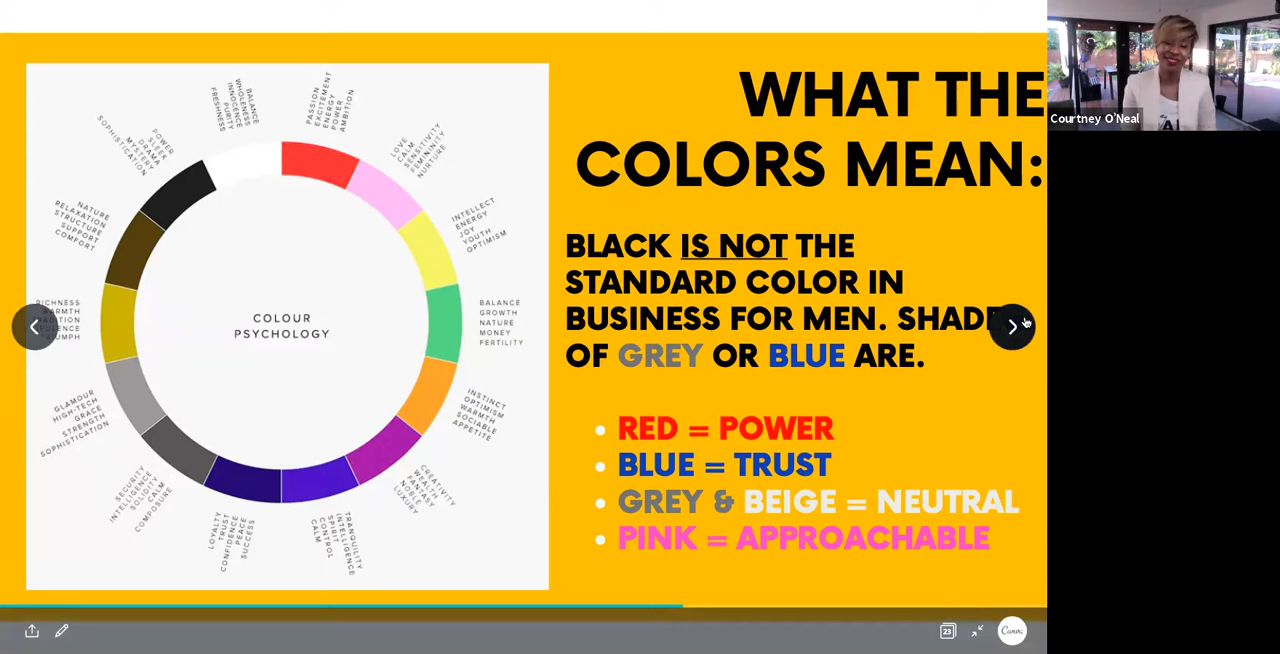 WHAT THE
COLORS MEAN:
BLACK IS NOT THE
STANDARD COLOR IN
BUSINESS FOR MEN. SHADE
OF GREY OR BLUE ARE.
RED = POWER
BLUE = TRUST
GREY & BEIGE = NEUTRAL
PINK = APPROACHABLE
COLOUR
PSYCHOLOGY
BALANCE
WHOLENESS
INNOCENCE
PURITY
FRESHNESS
PASSION
EXCITEMENT
ENERGY
POWER
AMBITION
LOVE
CALM
SENSITIVITY
FEMININITY
NURTURE
INTELLECT
ENERGY
JOY
YOUTH
OPTIMISM
BALANCE
GROWTH
NATURE
MONEY
FERTILITY
INSTINCT
OPTIMISM
WARMTH
SOCIABLE
APPETITE
CREATIVITY
WEALTH
FANTASY
NOBLE
LUXURY
TRANQUILITY
INTELLIGENCE
SPIRIT
CONTROL
CALM
SUCCESS
PEACE
CONFIDENCE
TRUST
LOYALTY
SECURITY
INTELLIGENCE
SOLIDITY
CALM
COMPOSURE
GLAMOUR
HIGH-TECH
GRACE
STRENGTH
SOPHISTICATION
RICHNESS
WARMTH
NATURE
RELAXATION
STRUCTURE
SUPPORT
COMFORT
POWER
SLEEK
DRAMA
MYSTERY
SOPHISTICATION
Courtney O'Neal
23
Canva